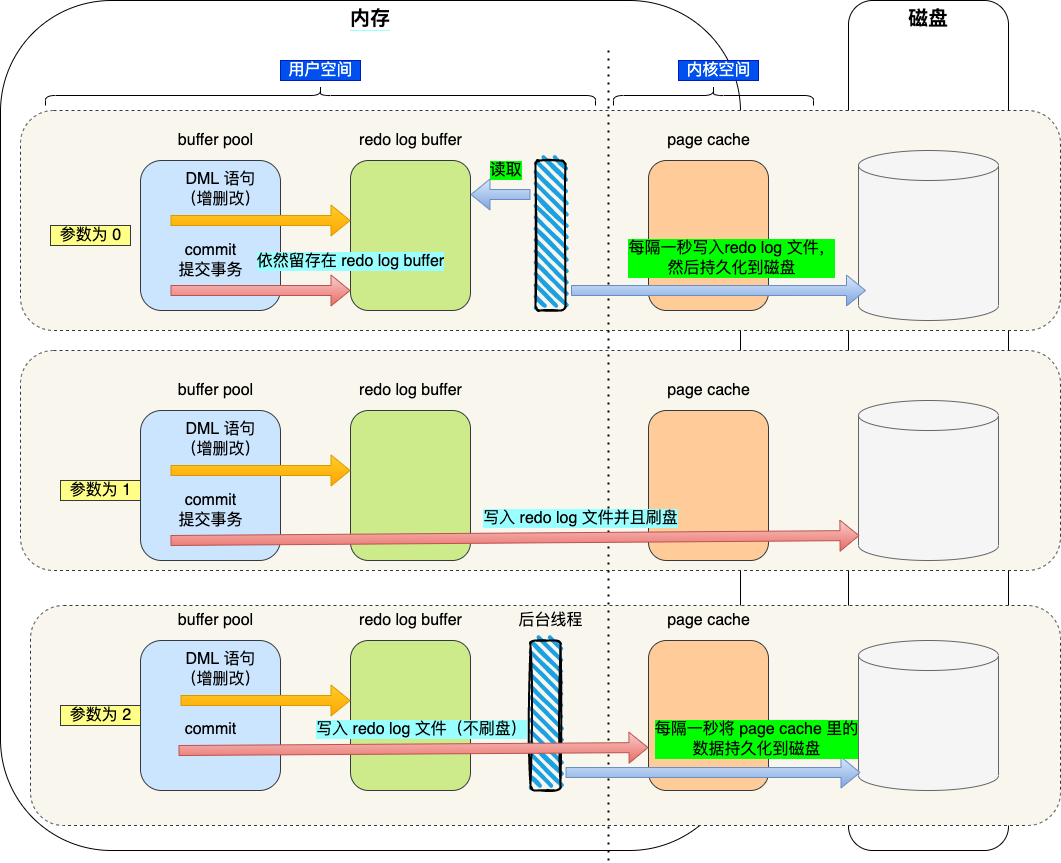 内存
磁盘
用户空间
内核空间
buffer pool
redo log buffer
page cache
DML 语句
（增删改）
读取
参数为 0
commit
提交事务
依然留存在 redo log buffer
每隔一秒写入redo log 文件，
然后持久化到磁盘
buffer pool
redo log buffer
page cache
DML 语句
（增删改）
参数为 1
commit
提交事务
写入 redo log 文件并且刷盘
buffer pool
redo log buffer
后台线程
page cache
DML 语句
（增删改）
参数为 2
commit
写入 redo log 文件（不刷盘）
每隔一秒将 page cache 里的
数据持久化到磁盘